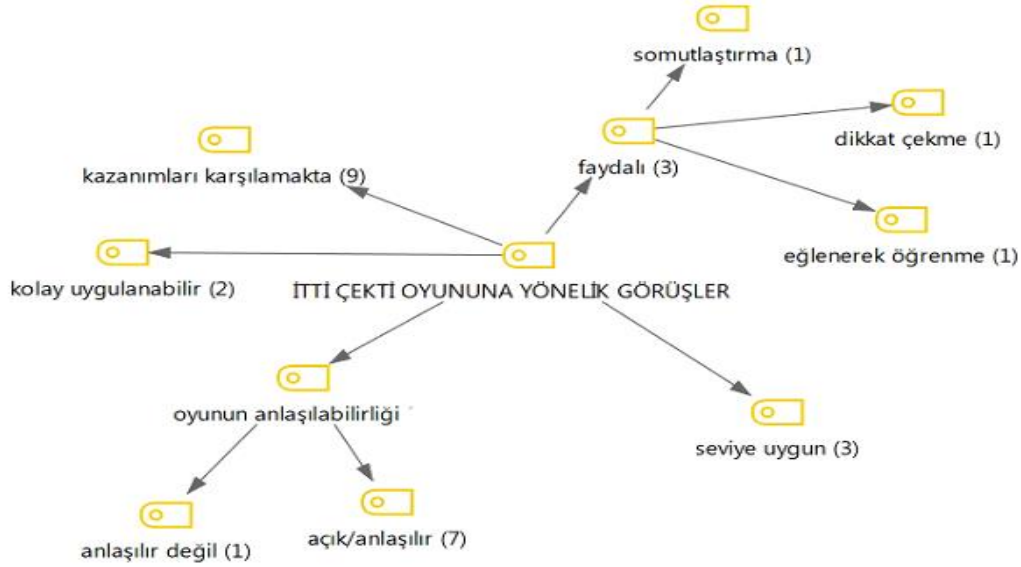 somutlaştırma (1)
dikkat çekme (1)
faydalı (3)
kazanımları karşılamakta (9)
eğlenerek öğrenme (1)
kolay uygulanabilir (2)
İTTİ ÇEKTİ OYUNUNA YÖNELİK GÖRÜŞLER
oyunun anlaşılabilirliği
seviye uygun (3)
açık/anlaşılır (7)
anlaşılır değil (1)